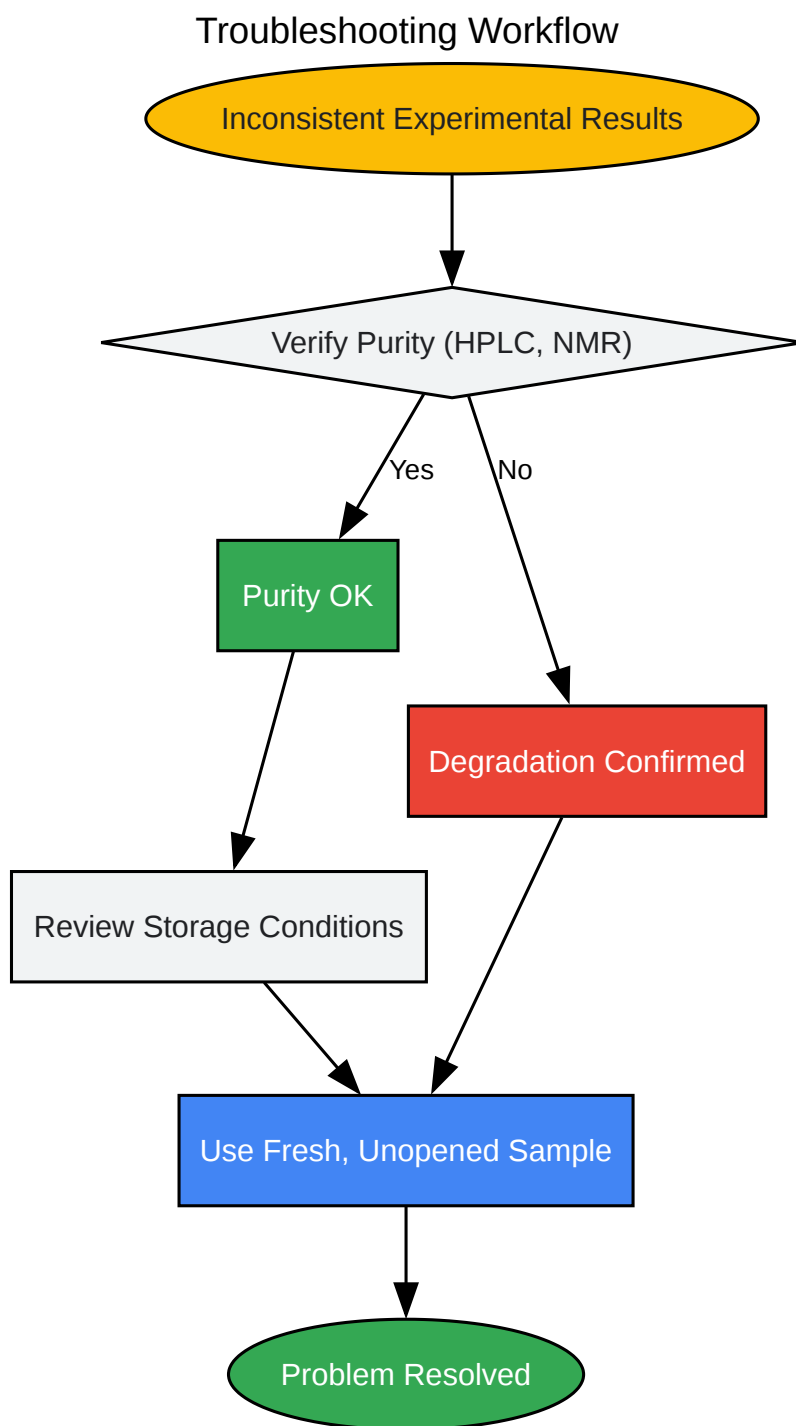 Troubleshooting Workflow
Inconsistent Experimental Results
Verify Purity (HPLC, NMR)
Yes
No
Purity OK
Degradation Confirmed
Review Storage Conditions
Use Fresh, Unopened Sample
Problem Resolved